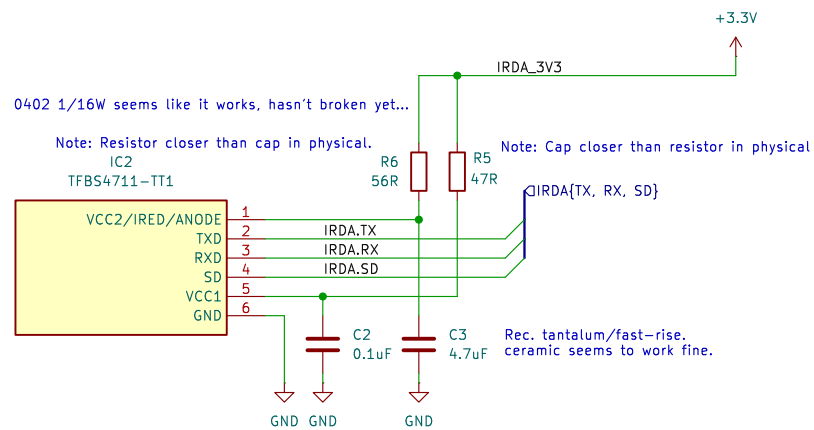 +3.3V
IRDA_3V3
0402 1/16W seems like it works, hasn't broken yet...
Note: Resistor closer than cap in physical.
Note: Cap closer than resistor in physical
IC2
TFBS4711-TT1
R6
56R
R5
47R
IRDA{TX, RX, SD}
VCC2/IRED/ANODE 1
TXD 2 IRDA.TX
RXD 3 IRDA.RX
SD 4 IRDA.SD
VCC1 5
GND 6
C2
0.1uF
C3
4.7uF
Rec. tantalum/fast-rise.
ceramic seems to work fine.
GND GND GND